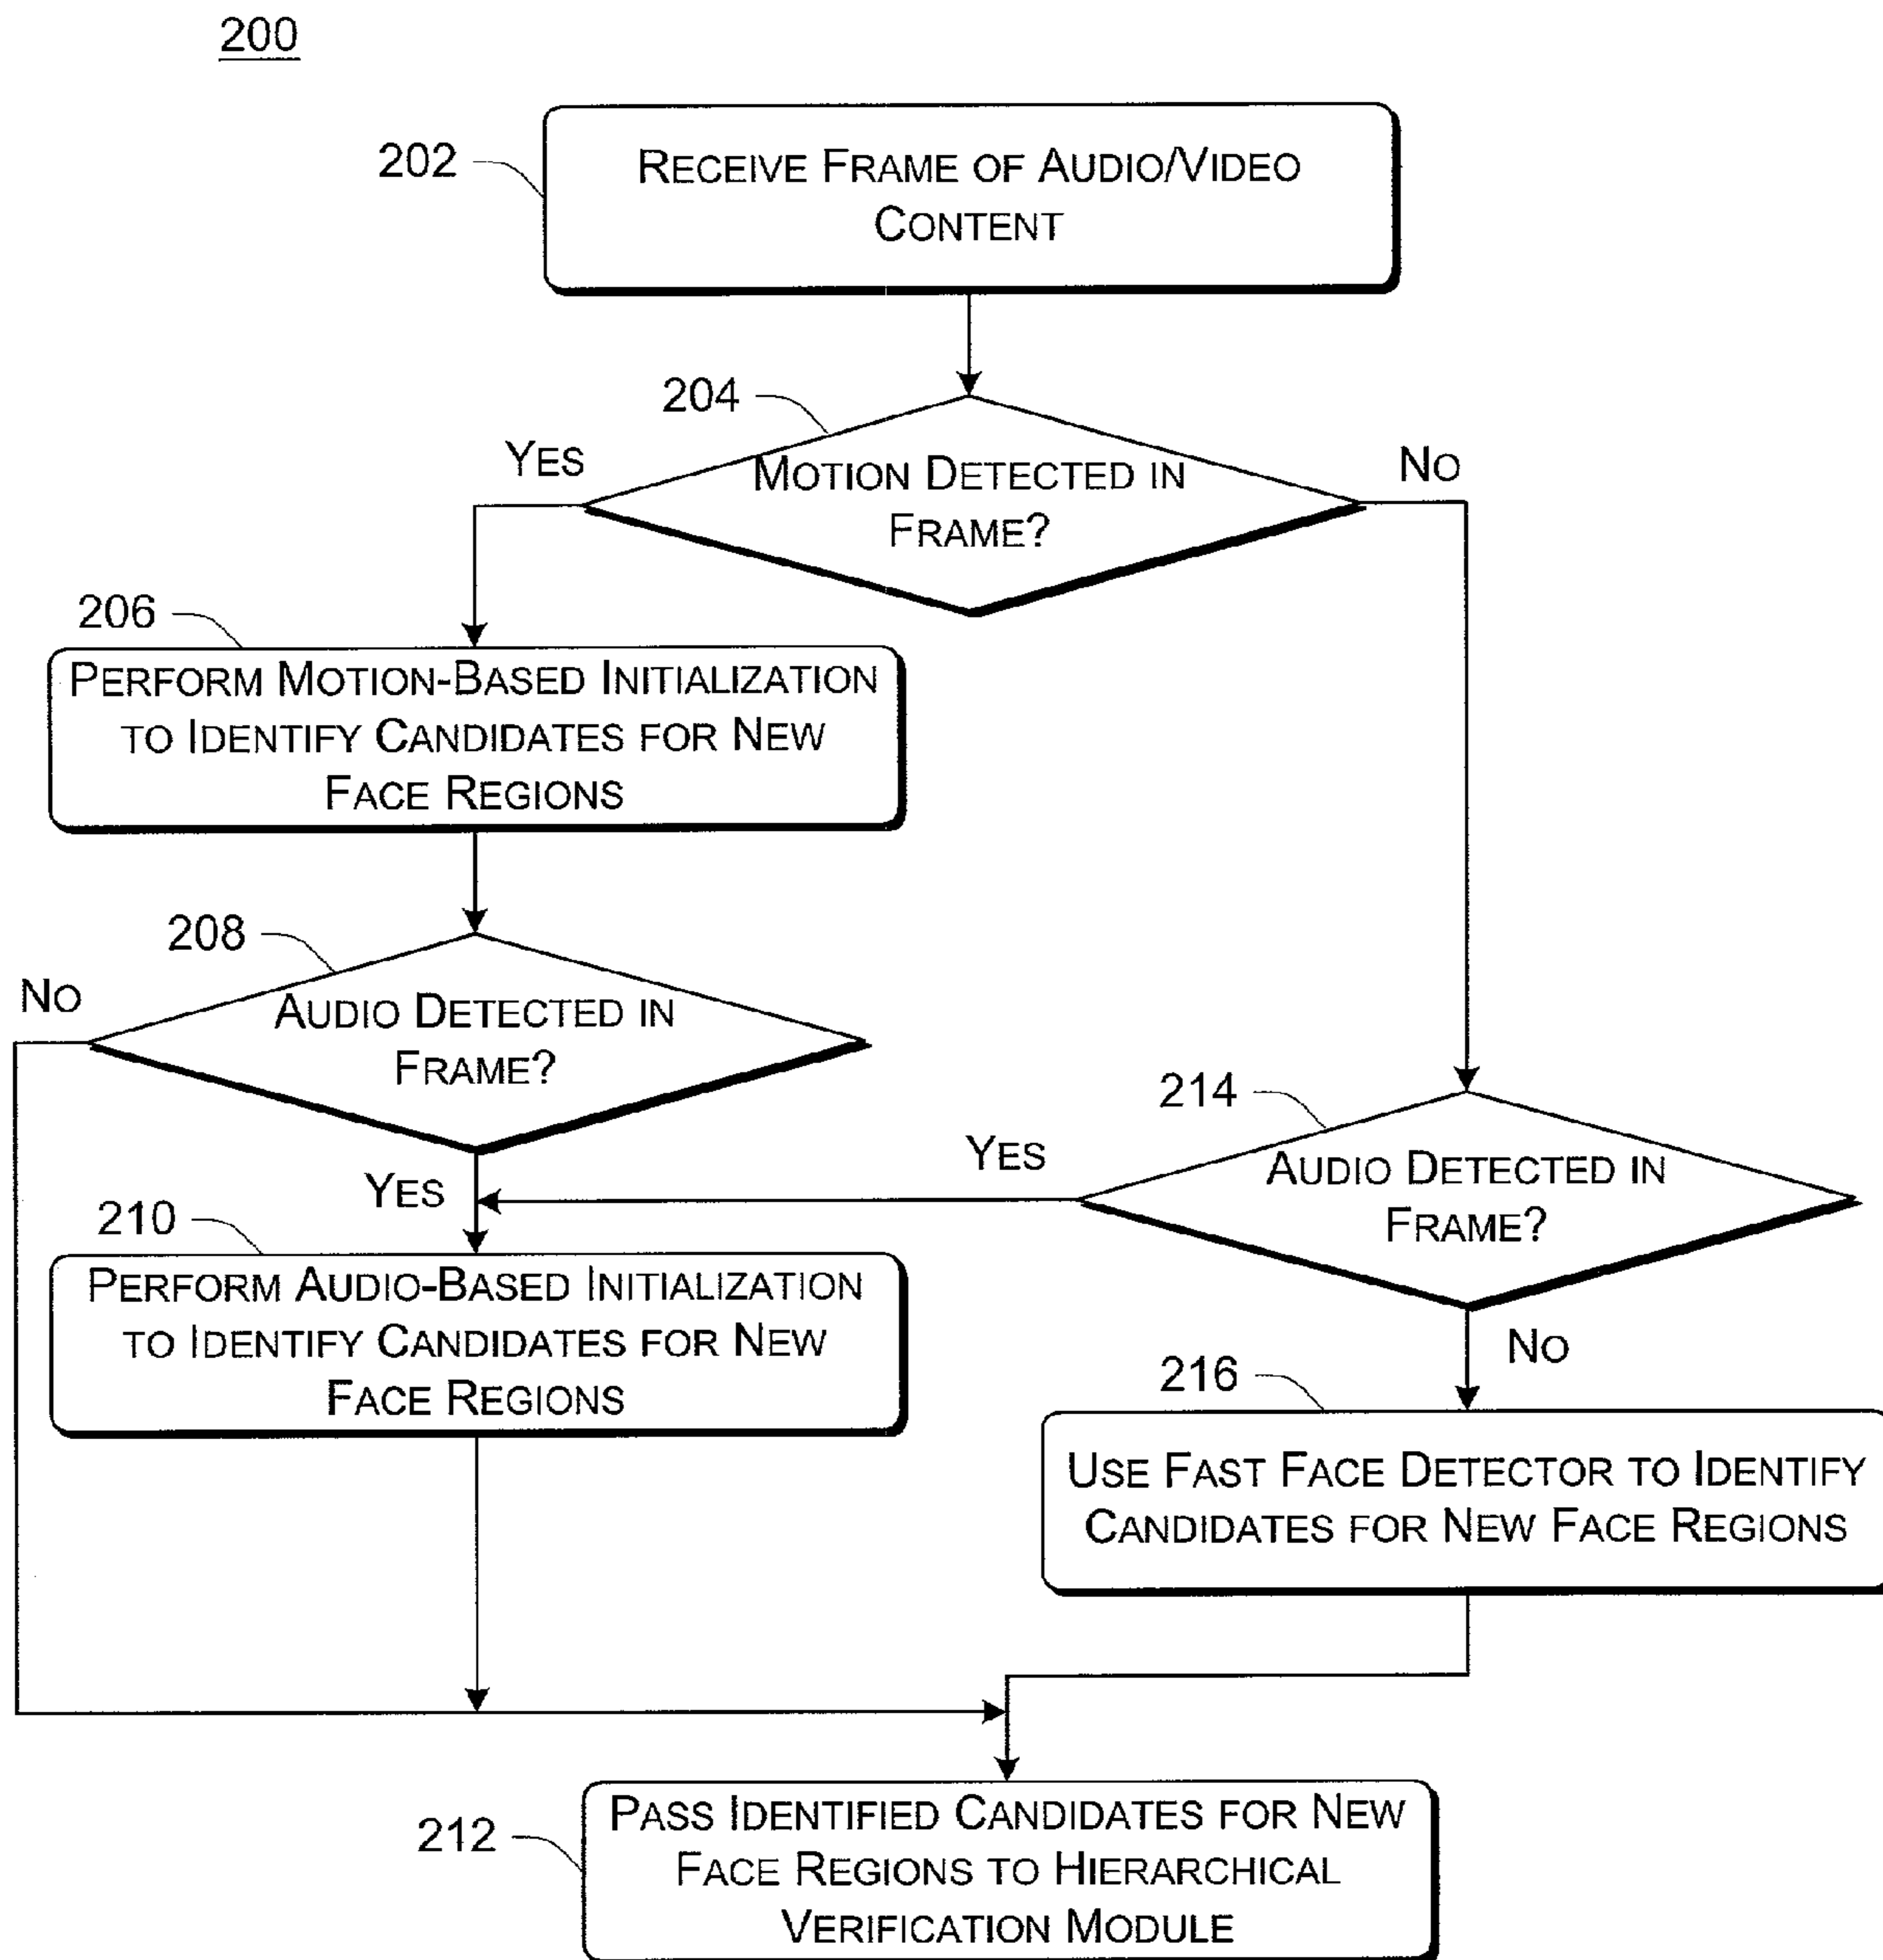 200
202
RECEIVE FRAME OF AUDIO/VIDEO
CONTENT
204
YES
NO
MOTION DETECTED IN
FRAME?
206
PERFORM MOTION-BASED INITIALIZATION
TO IDENTIFY CANDIDATES FOR NEW
FACE REGIONS
208
NO
AUDIO DETECTED IN
FRAME?
YES
214
YES
AUDIO DETECTED IN
FRAME?
NO
210
PERFORM AUDIO-BASED INITIALIZATION
TO IDENTIFY CANDIDATES FOR NEW
FACE REGIONS
216
USE FAST FACE DETECTOR TO IDENTIFY
CANDIDATES FOR NEW FACE REGIONS
212
PASS IDENTIFIED CANDIDATES FOR NEW
FACE REGIONS TO HIERARCHICAL
VERIFICATION MODULE